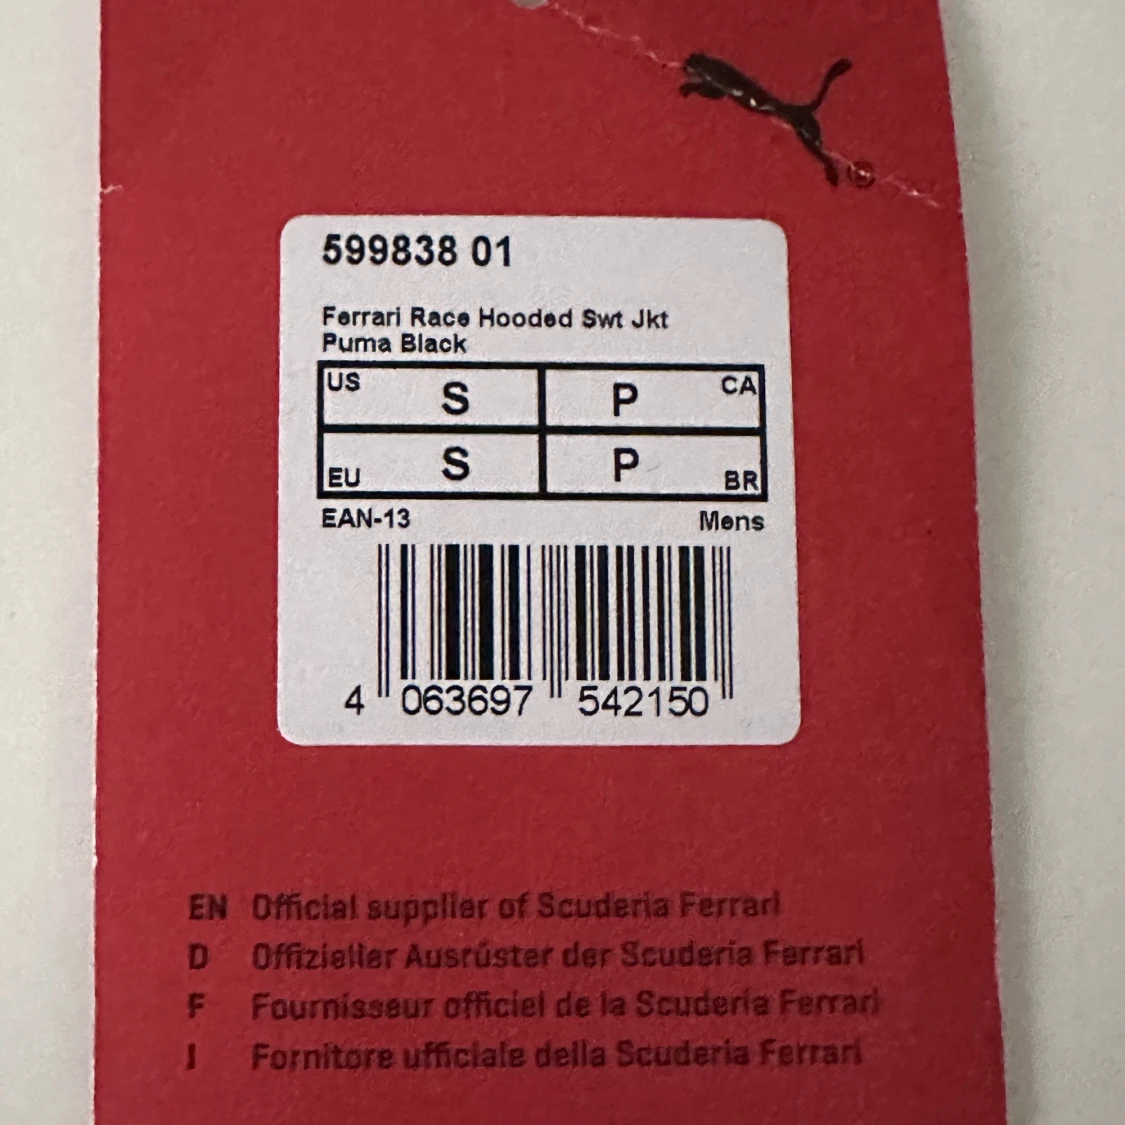 ®
599838 01
Ferrari Race Hooded Swt Jkt
Puma Black
US S P CA
EU S P BR
EAN-13 Mens
4 063697 542150
EN Official supplier of Scuderia Ferrari
D Offizieller Ausrüster der Scuderia Ferrari
F Fournisseur officiel de la Scuderia Ferrari
I Fornitore ufficiale della Scuderia Ferrari